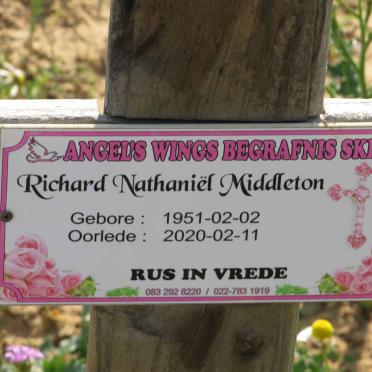 ANGEL'S WINGS BEGRAFNIS
Richard Nathaniël Middleton
Gebore : 1951-02-02
Oorlede : 2020-02-11
RUS IN VREDE
083 292 8220 / 022-783 1919